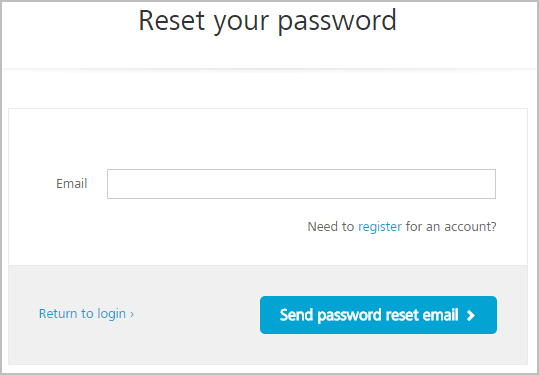 Reset your password
Email
Need to register for an account?
Return to login ›
Send password reset email ›